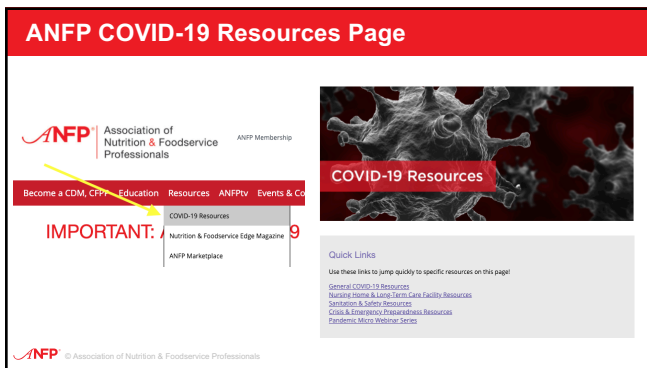 ANFP COVID-19 Resources Page
ANFP®
Association of
Nutrition & Foodservice
Professionals
ANFP Membership
Become a CDM, CFPP Education Resources ANFPtv Events & Co
COVID-19 Resources
Nutrition & Foodservice Edge Magazine
ANFP Marketplace
IMPORTANT: 9
COVID-19 Resources
Quick Links
Use these links to jump quickly to specific resources on this page!
General COVID-19 Resources
Nursing Home & Long-Term Care Facility Resources
Sanitation & Safety Resources
Crisis & Emergency Preparedness Resources
Pandemic Micro Webinar Series
ANFP® © Association of Nutrition & Foodservice Professionals